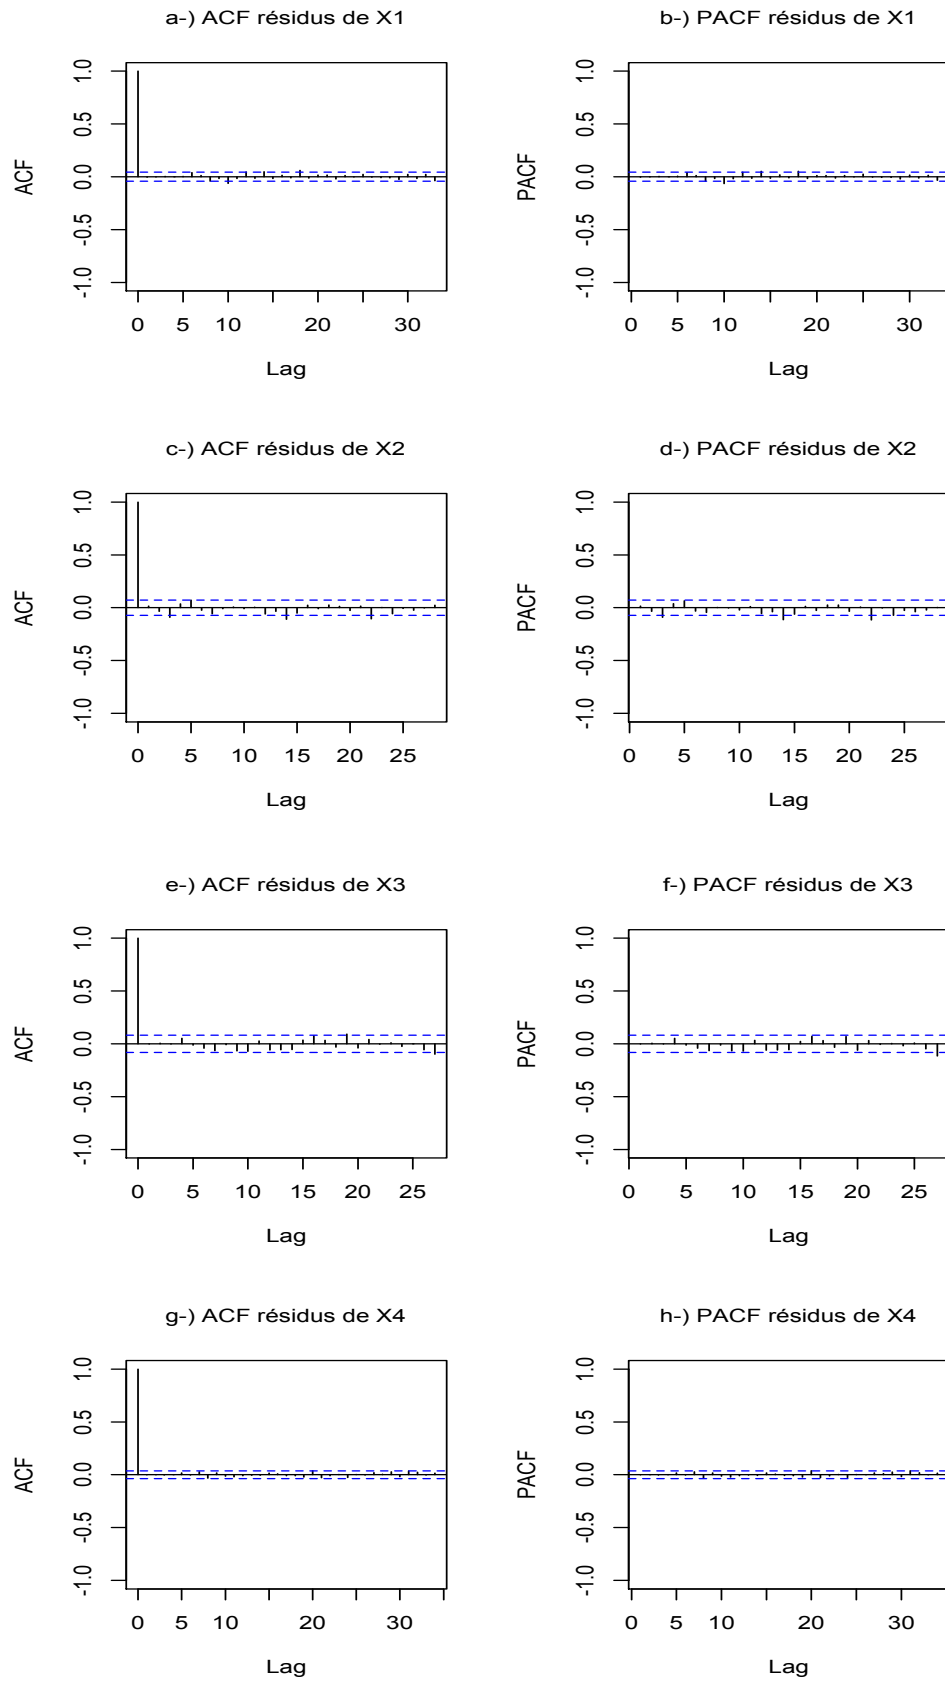 a-) ACF résidus de X1
ACF
1.0
0.5
0.0
-0.5
-1.0
0 5 10 20 30
Lag
b-) PACF résidus de X1
PACF
1.0
0.5
0.0
-0.5
-1.0
0 5 10 20 30
Lag
c-) ACF résidus de X2
ACF
1.0
0.5
0.0
-0.5
-1.0
0 5 10 15 20 25
Lag
d-) PACF résidus de X2
PACF
1.0
0.5
0.0
-0.5
-1.0
0 5 10 15 20 25
Lag
e-) ACF résidus de X3
ACF
1.0
0.5
0.0
-0.5
-1.0
0 5 10 15 20 25
Lag
f-) PACF résidus de X3
PACF
1.0
0.5
0.0
-0.5
-1.0
0 5 10 15 20 25
Lag
g-) ACF résidus de X4
ACF
1.0
0.5
0.0
-0.5
-1.0
0 5 10 20 30
Lag
h-) PACF résidus de X4
PACF
1.0
0.5
0.0
-0.5
-1.0
0 5 10 20 30
Lag